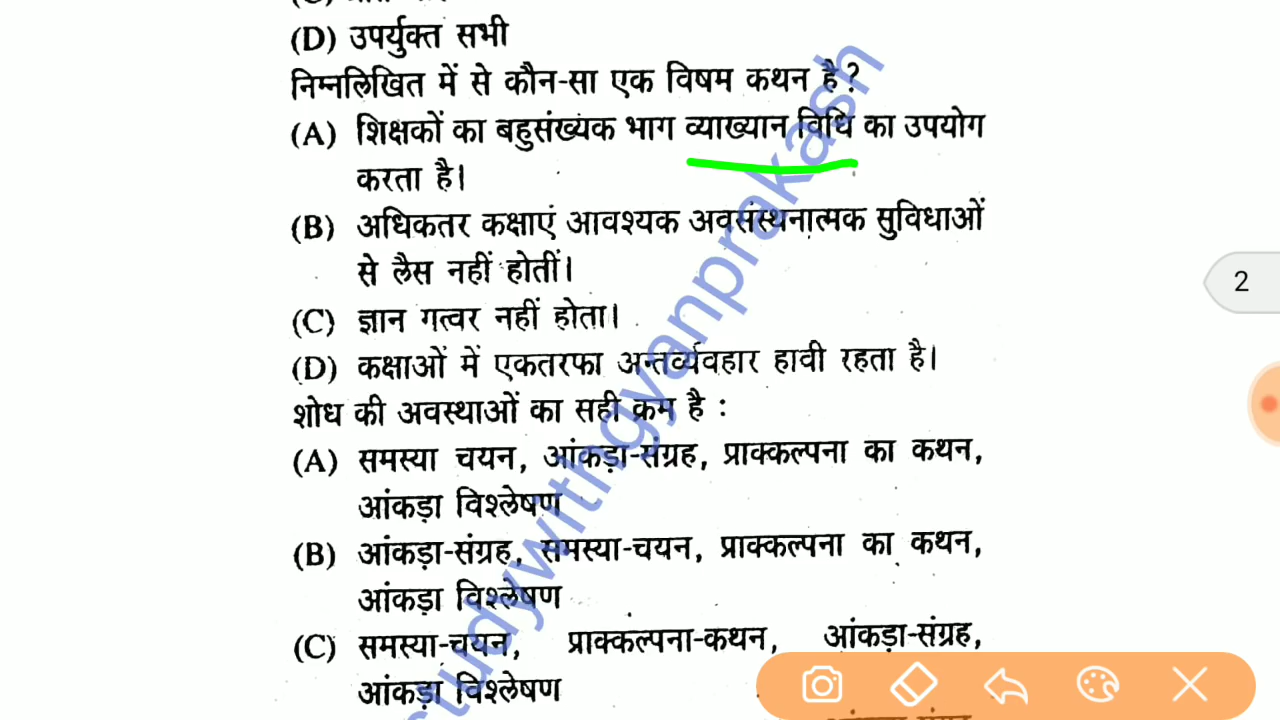 (D) उपर्युक्त सभी
निम्नलिखित में से कौन-सा एक विषम कथन है?
(A) शिक्षकों का बहुसंख्यक भाग व्याख्यान विधि का उपयोग
करता है।
(B) अधिकतर कक्षाएं आवश्यक अवसंस्थनात्मक सुविधाओं
से लैस नहीं होतीं।
2
(C) ज्ञान गत्वर नहीं होता।
(D) कक्षाओं में एकतरफा अन्तर्व्यवहार हावी रहता है।
शोध की अवस्थाओं का सही क्रम है :
(A) समस्या चयन, आंकड़ा-संग्रह, प्राक्कल्पना का कथन,
आंकड़ा विश्लेषण
(B) आंकड़ा-संग्रह, समस्या-चयन, प्राक्कल्पना का कथन,
आंकड़ा विश्लेषण
(C) समस्या-चयन, प्राक्कल्पना-कथन, आंकड़ा-संग्रह,
आंकड़ा विश्लेषण
studywithgyanprakash